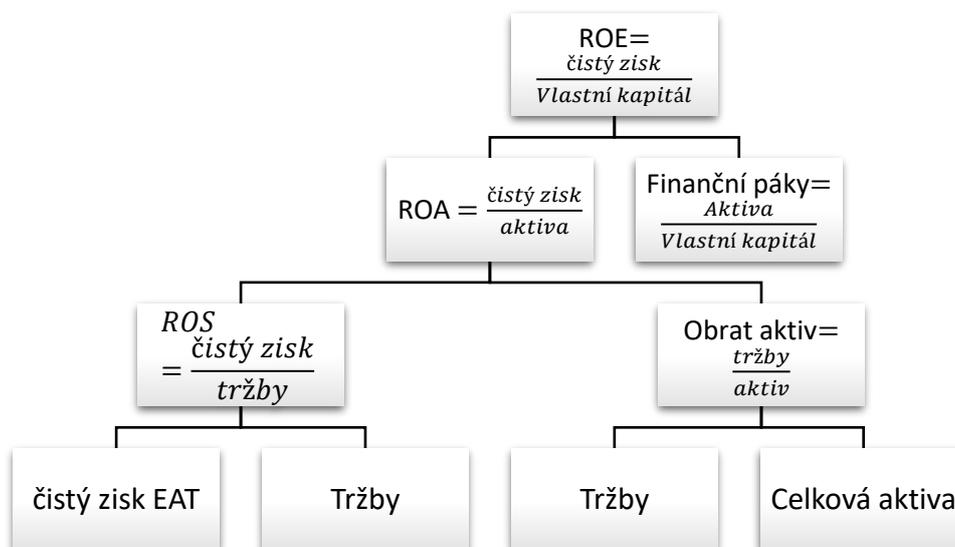 ROE=
čistý zisk
Vlastní kapitál
ROA = čistý zisk
aktiva
Finanční páky=
Aktiva
Vlastní kapitál
ROS
= čistý zisk
tržby
Obrat aktiv=
tržby
aktiv
čistý zisk EAT
Tržby
Tržby
Celková aktiva